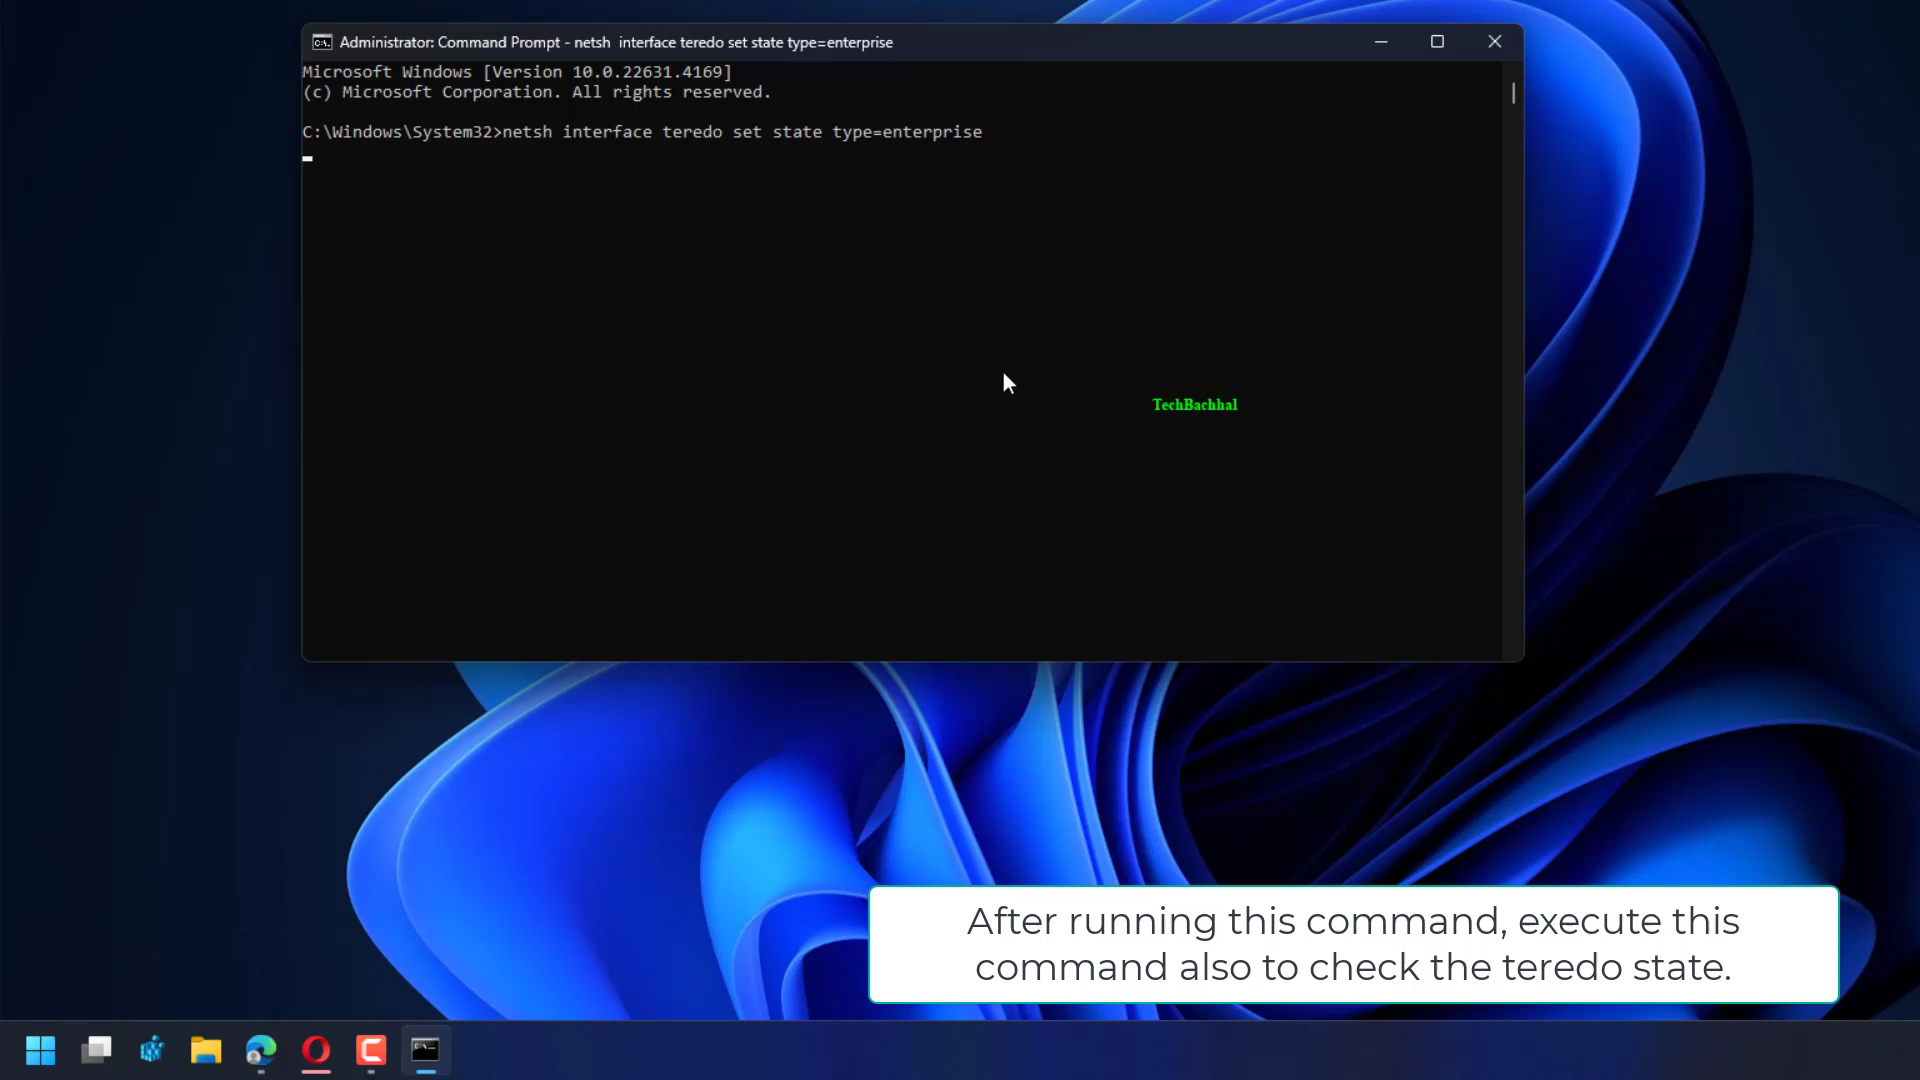 Administrator: Command Prompt - netsh  interface teredo set state type=enterprise
Microsoft Windows [Version 10.0.22631.4169]
(c) Microsoft Corporation. All rights reserved.
C:\Windows\System32>netsh interface teredo set state type=enterprise
TechBachhal
After running this command, execute this
command also to check the teredo state.